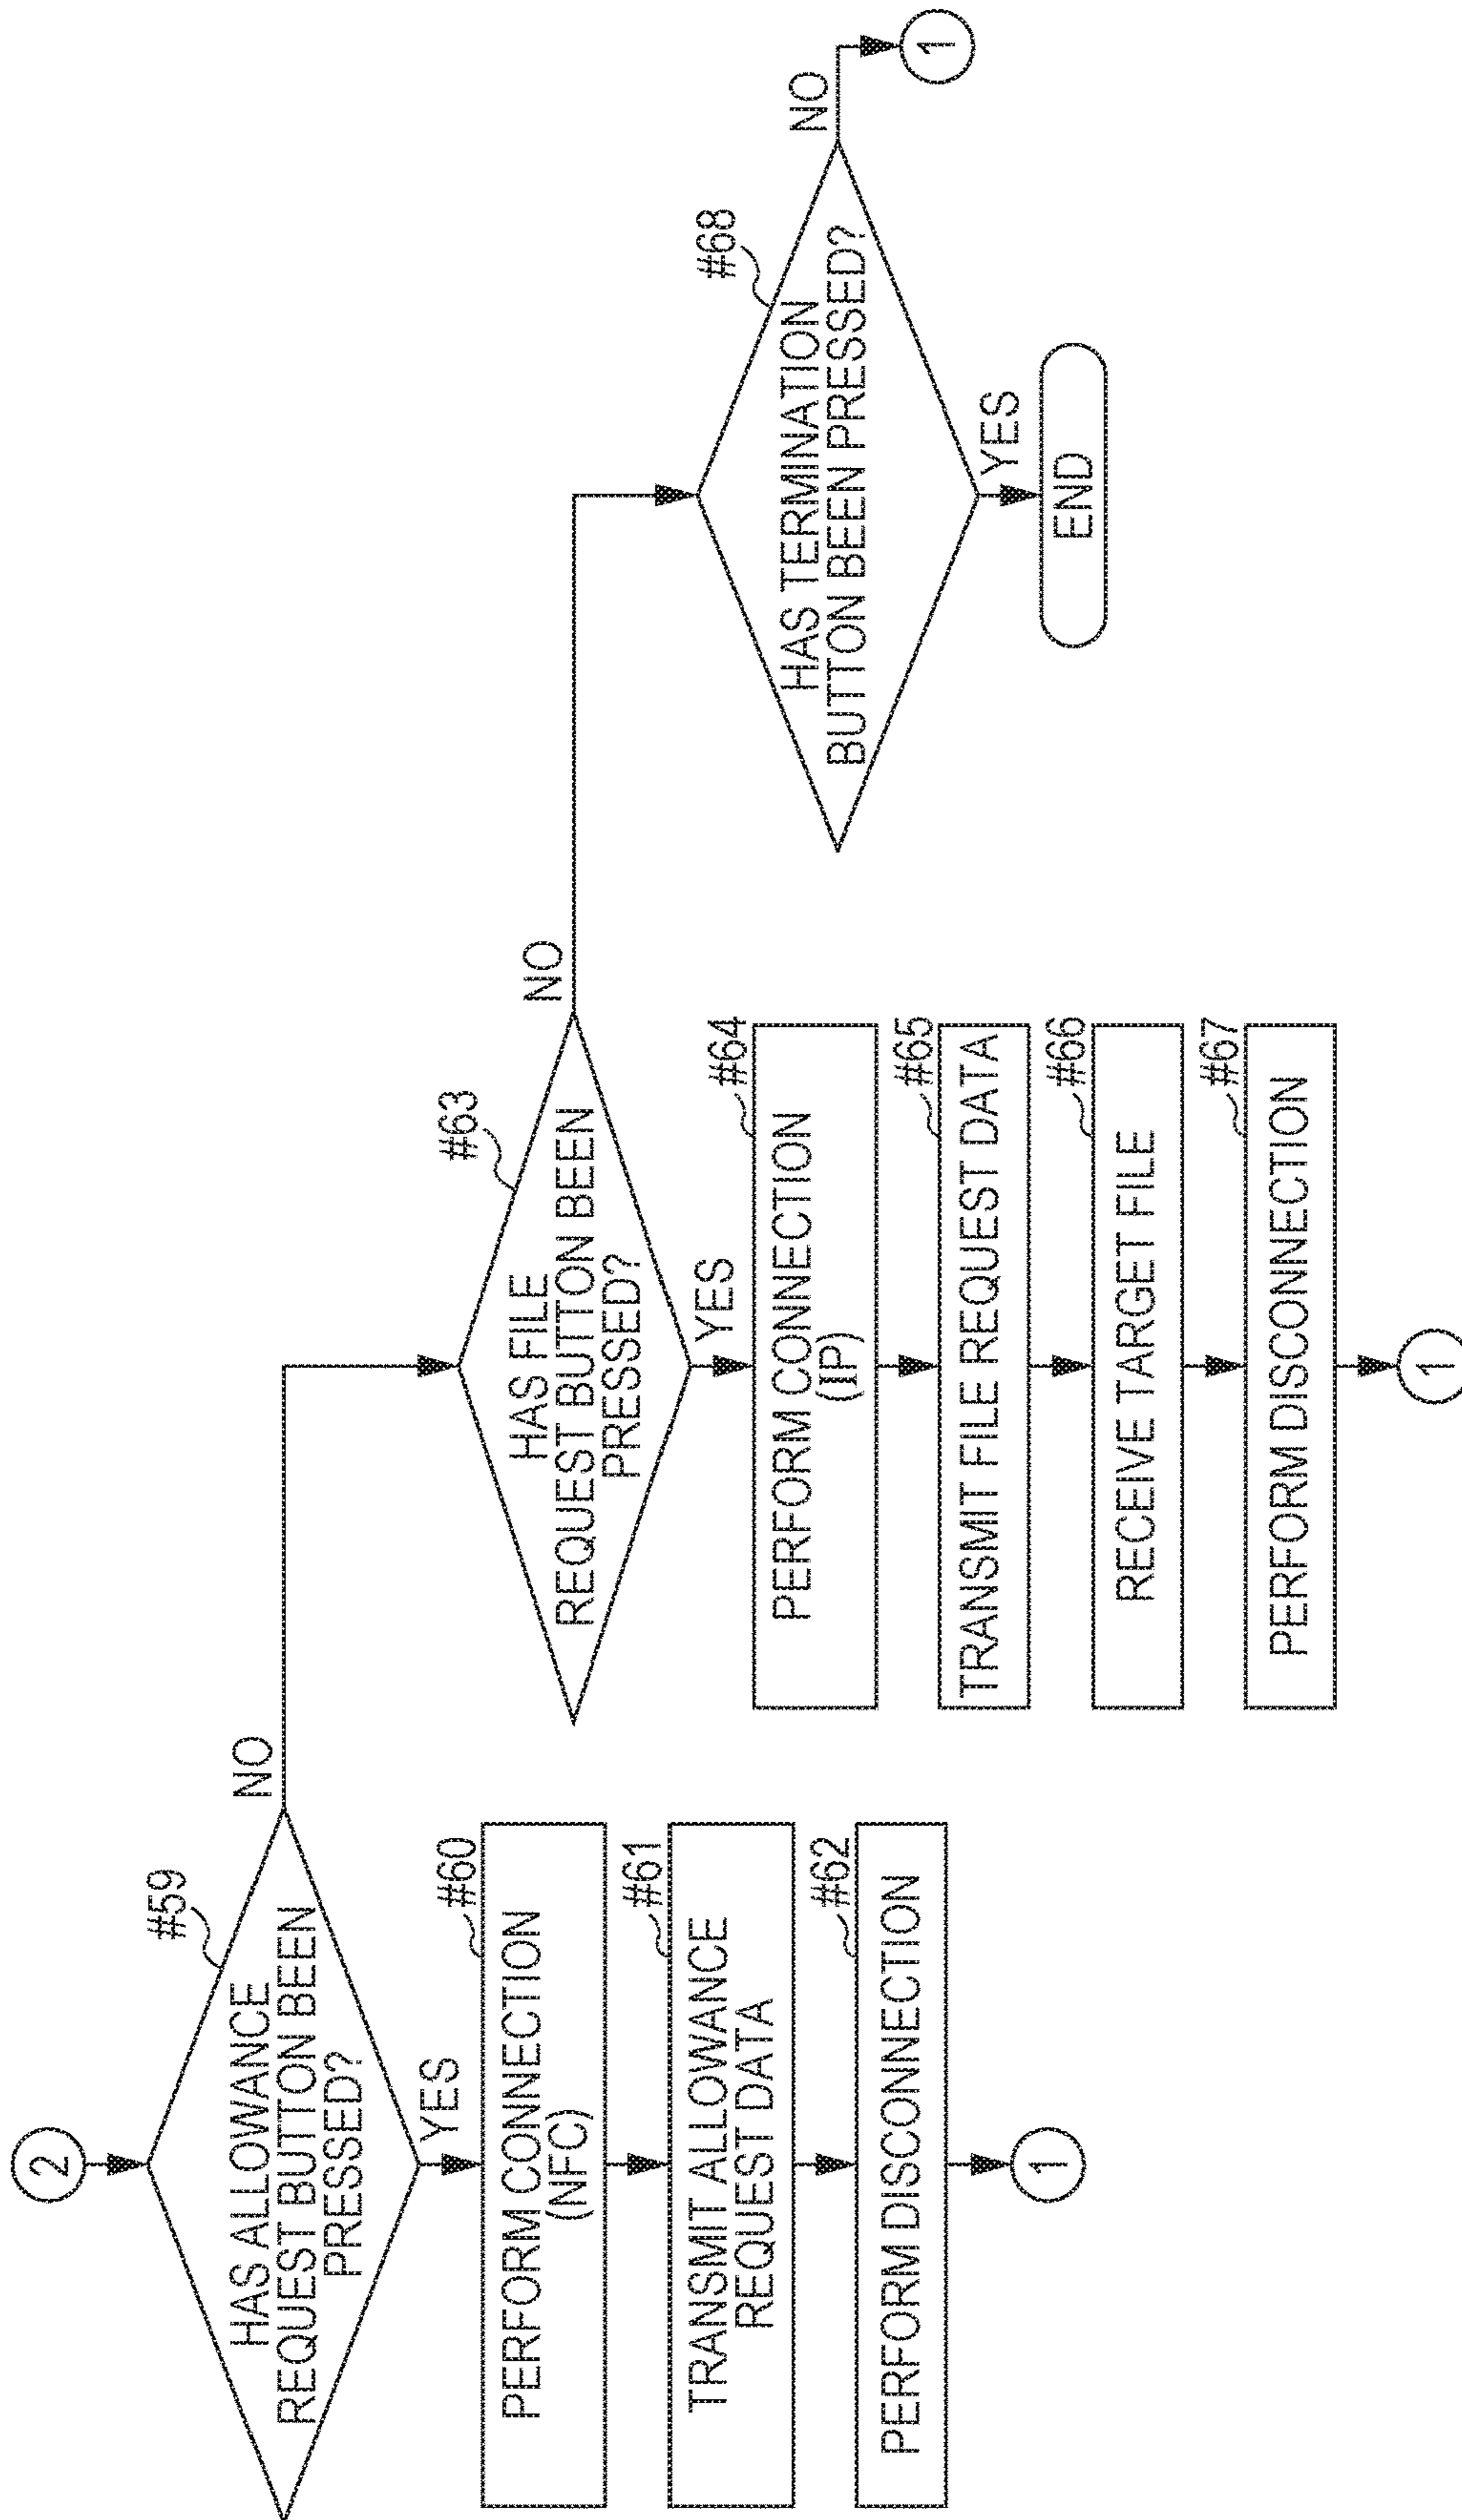 2
#59
HAS ALLOWANCE
REQUEST BUTTON BEEN
PRESSED?
NO
YES
#60
PERFORM CONNECTION
(NFC)
#61
TRANSMIT ALLOWANCE
REQUEST DATA
#62
PERFORM DISCONNECTION
1
#63
HAS FILE
REQUEST BUTTON BEEN
PRESSED?
NO
YES
#64
PERFORM CONNECTION
(IP)
#65
TRANSMIT FILE REQUEST DATA
#66
RECEIVE TARGET FILE
#67
PERFORM DISCONNECTION
1
#68
HAS TERMINATION
BUTTON BEEN PRESSED?
NO
1
YES
END